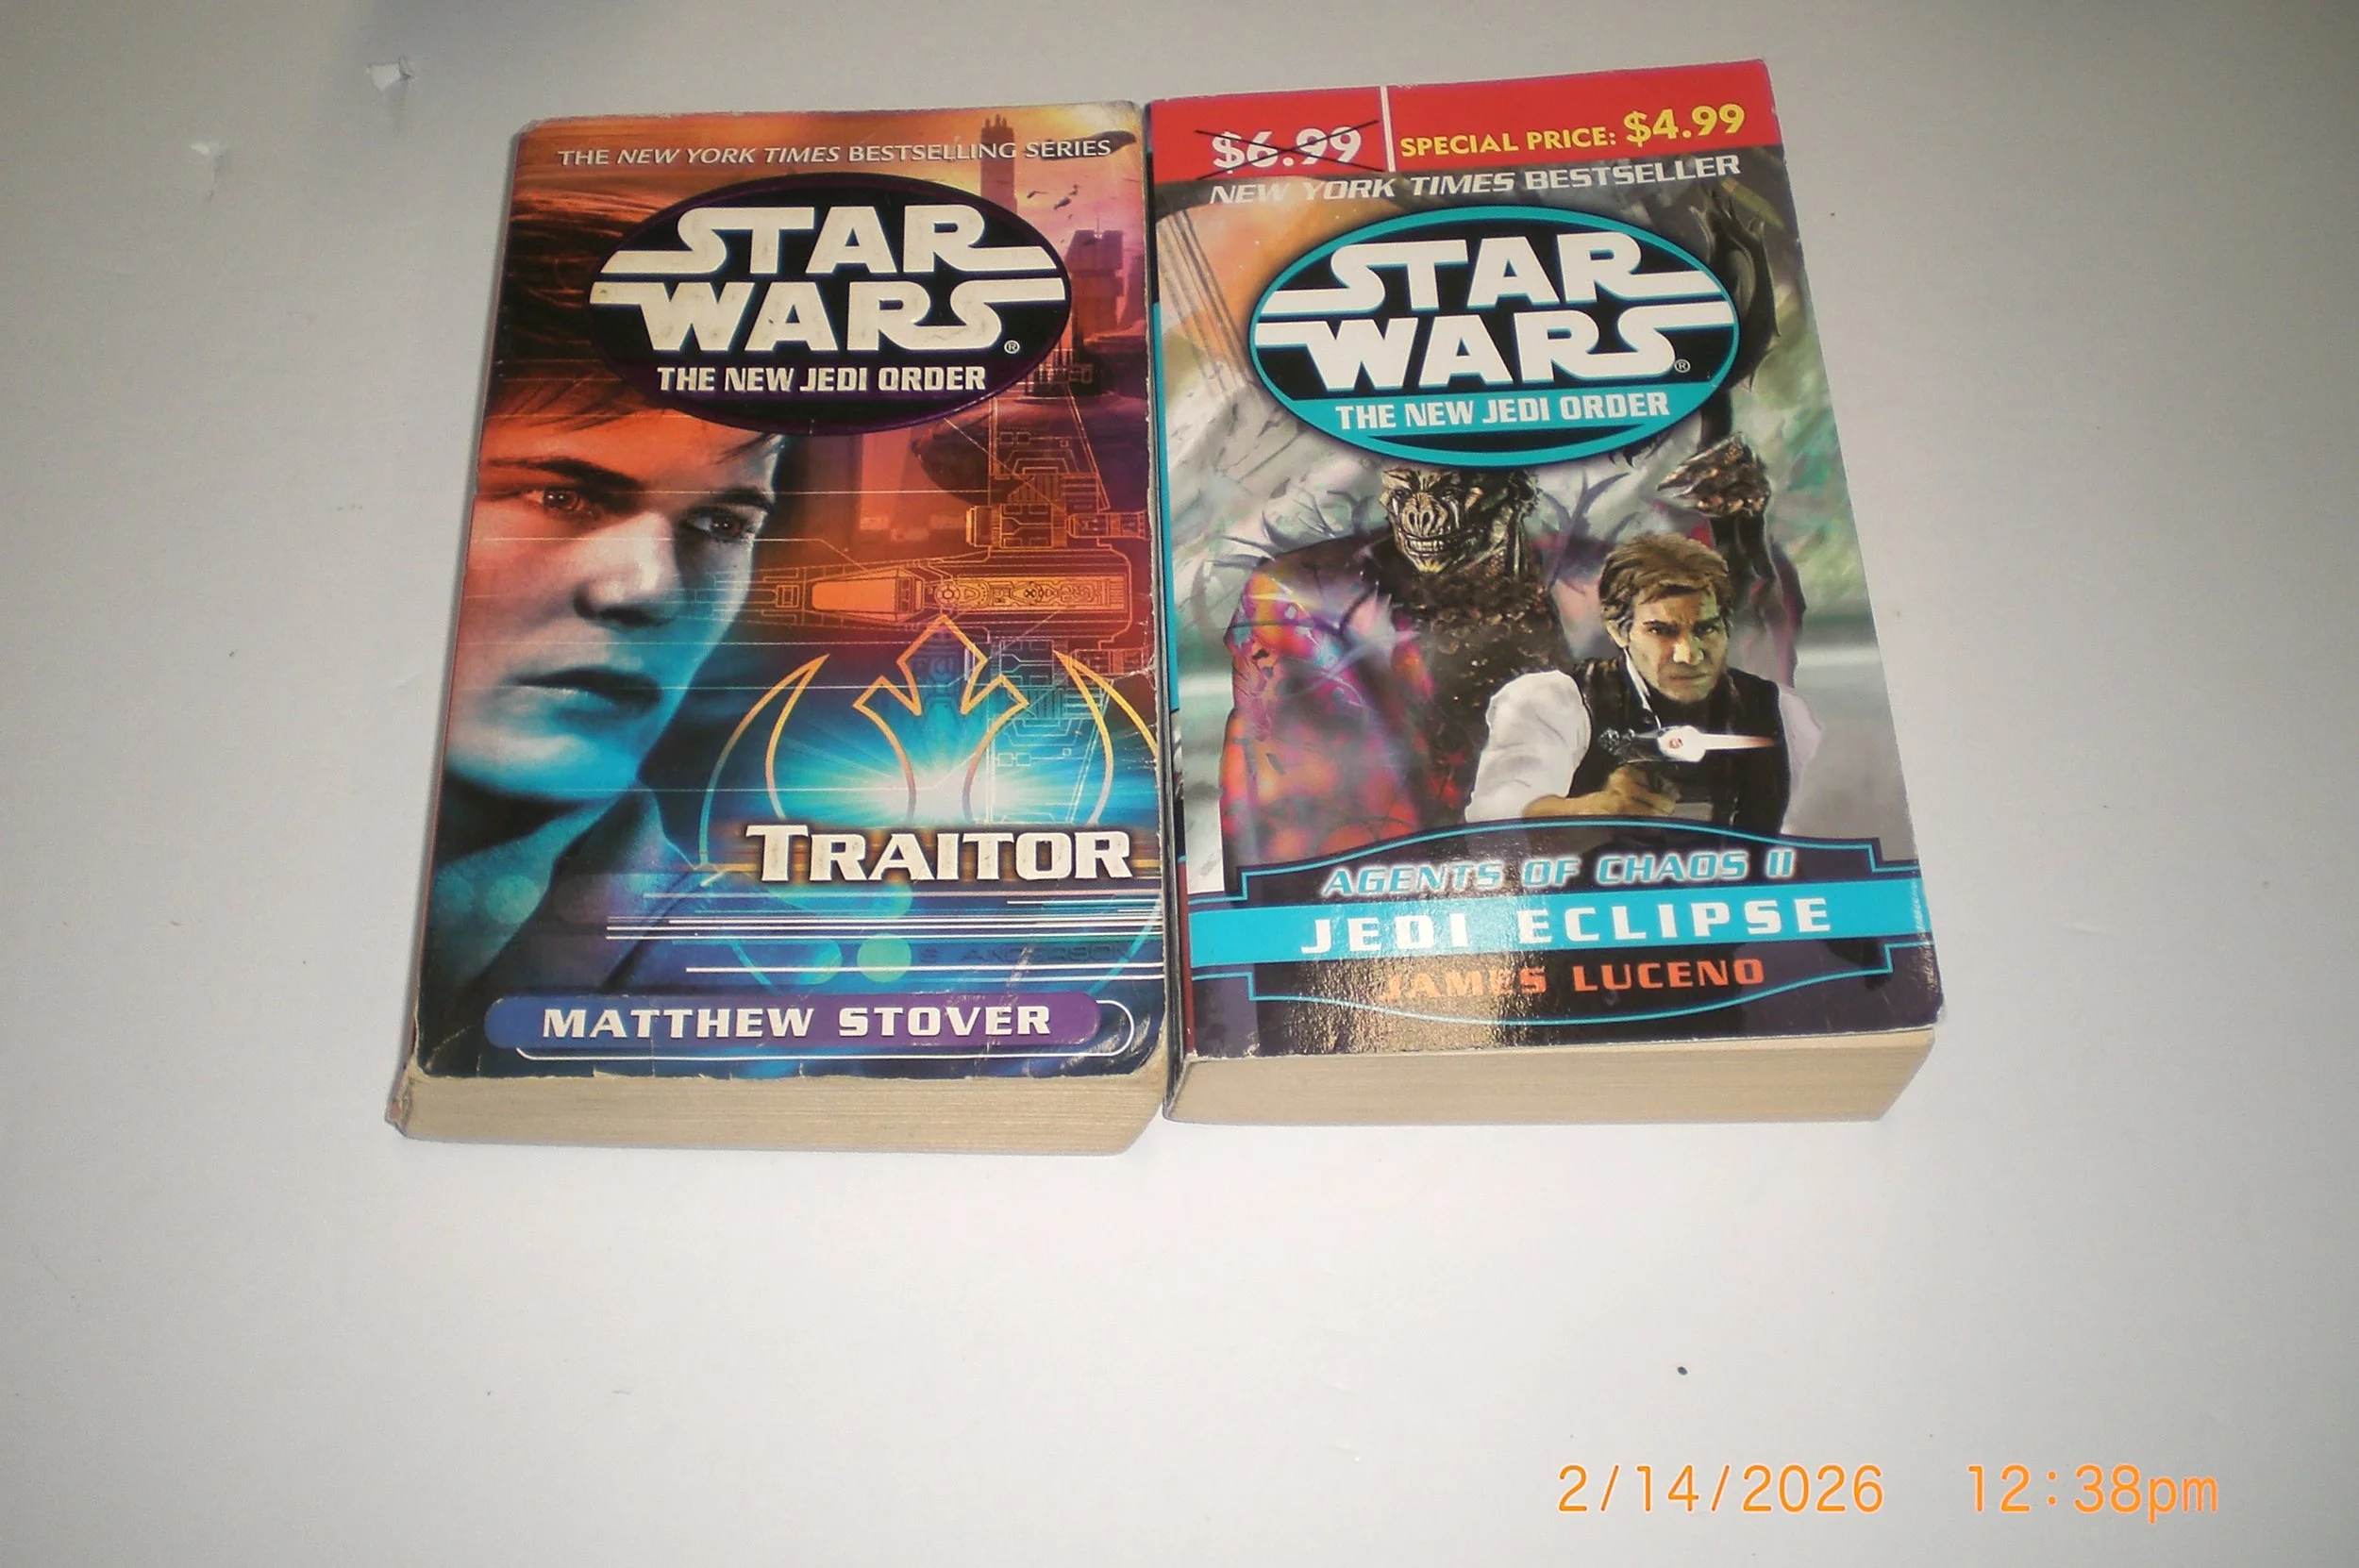 THE NEW YORK TIMES BESTSELLING SERIES
STAR
WARS®
THE NEW JEDI ORDER
TRAITOR
MATTHEW STOVER
$6.99
SPECIAL PRICE: $4.99
NEW YORK TIMES BESTSELLER
STAR
WARS®
THE NEW JEDI ORDER
AGENTS OF CHAOS II
JEDI ECLIPSE
JAMES LUCENO
2/14/2026 12:38pm